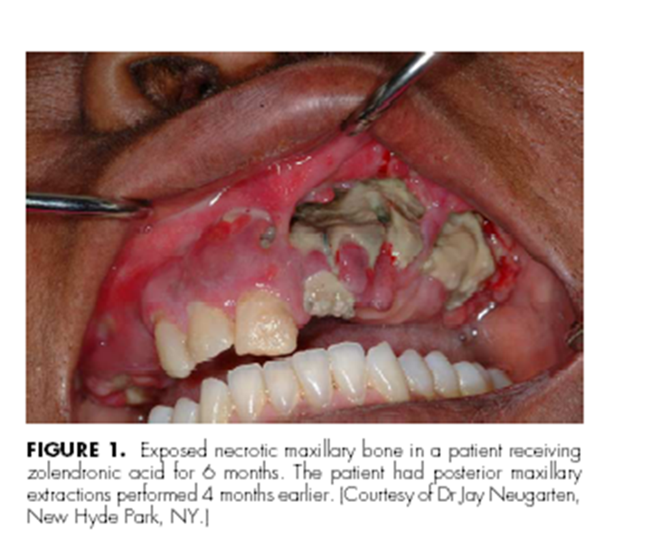 FIGURE 1. Exposed necrotic maxillary bone in a patient receiving
zolendronic acid for 6 months. The patient had posterior maxillary
extractions performed 4 months earlier. (Courtesy of Dr Jay Neugarten,
New Hyde Park, NY.)